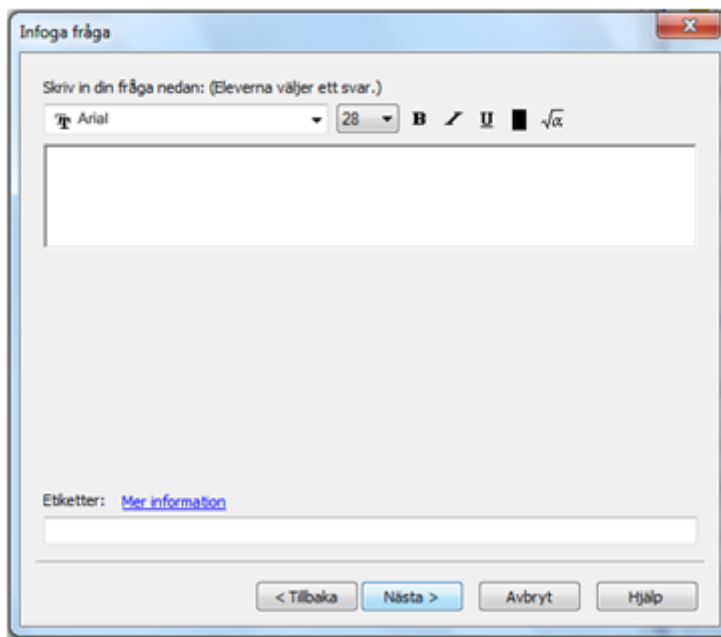 Infoga fråga
Skriv in din fråga nedan: (Eleverna väljer ett svar.)
Arial 28 B I U √α
Etiketter: Mer information
< Tillbaka Nästa > Avbryt Hjälp